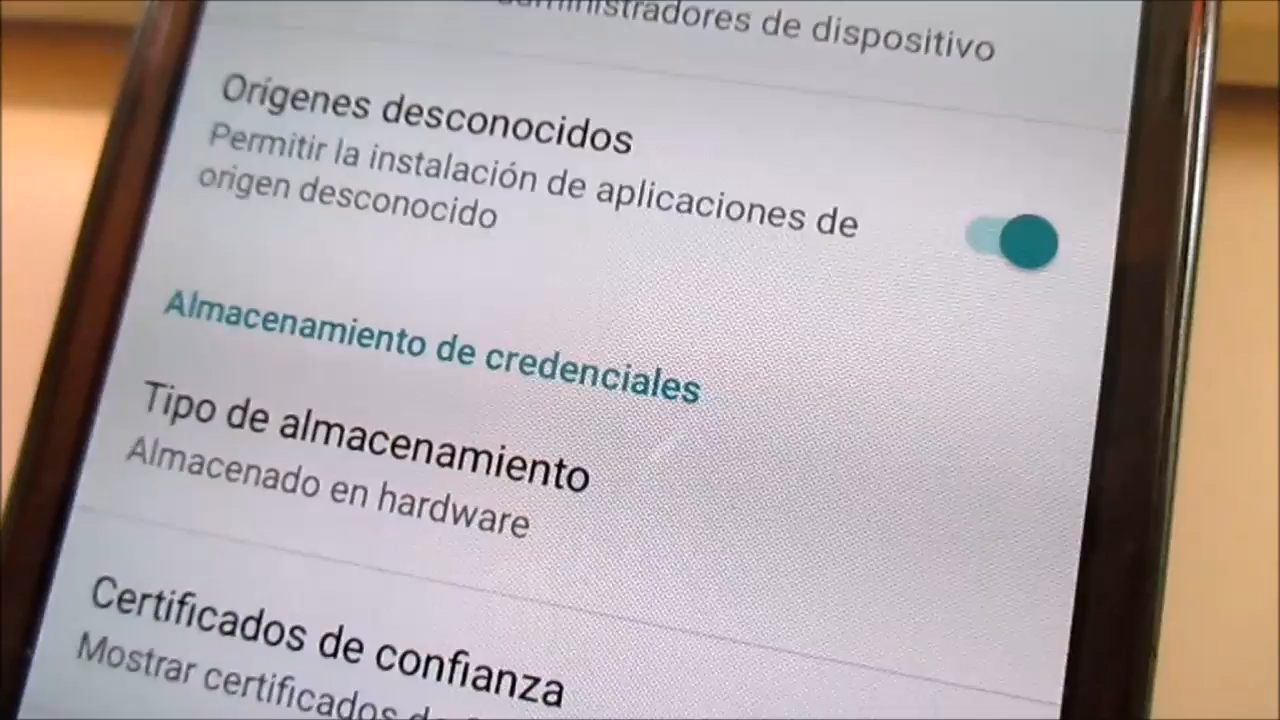 administradores de dispositivo
Orígenes desconocidos
Permitir la instalación de aplicaciones de
origen desconocido
Almacenamiento de credenciales
Tipo de almacenamiento
Almacenado en hardware
Certificados de confianza
Mostrar certificados